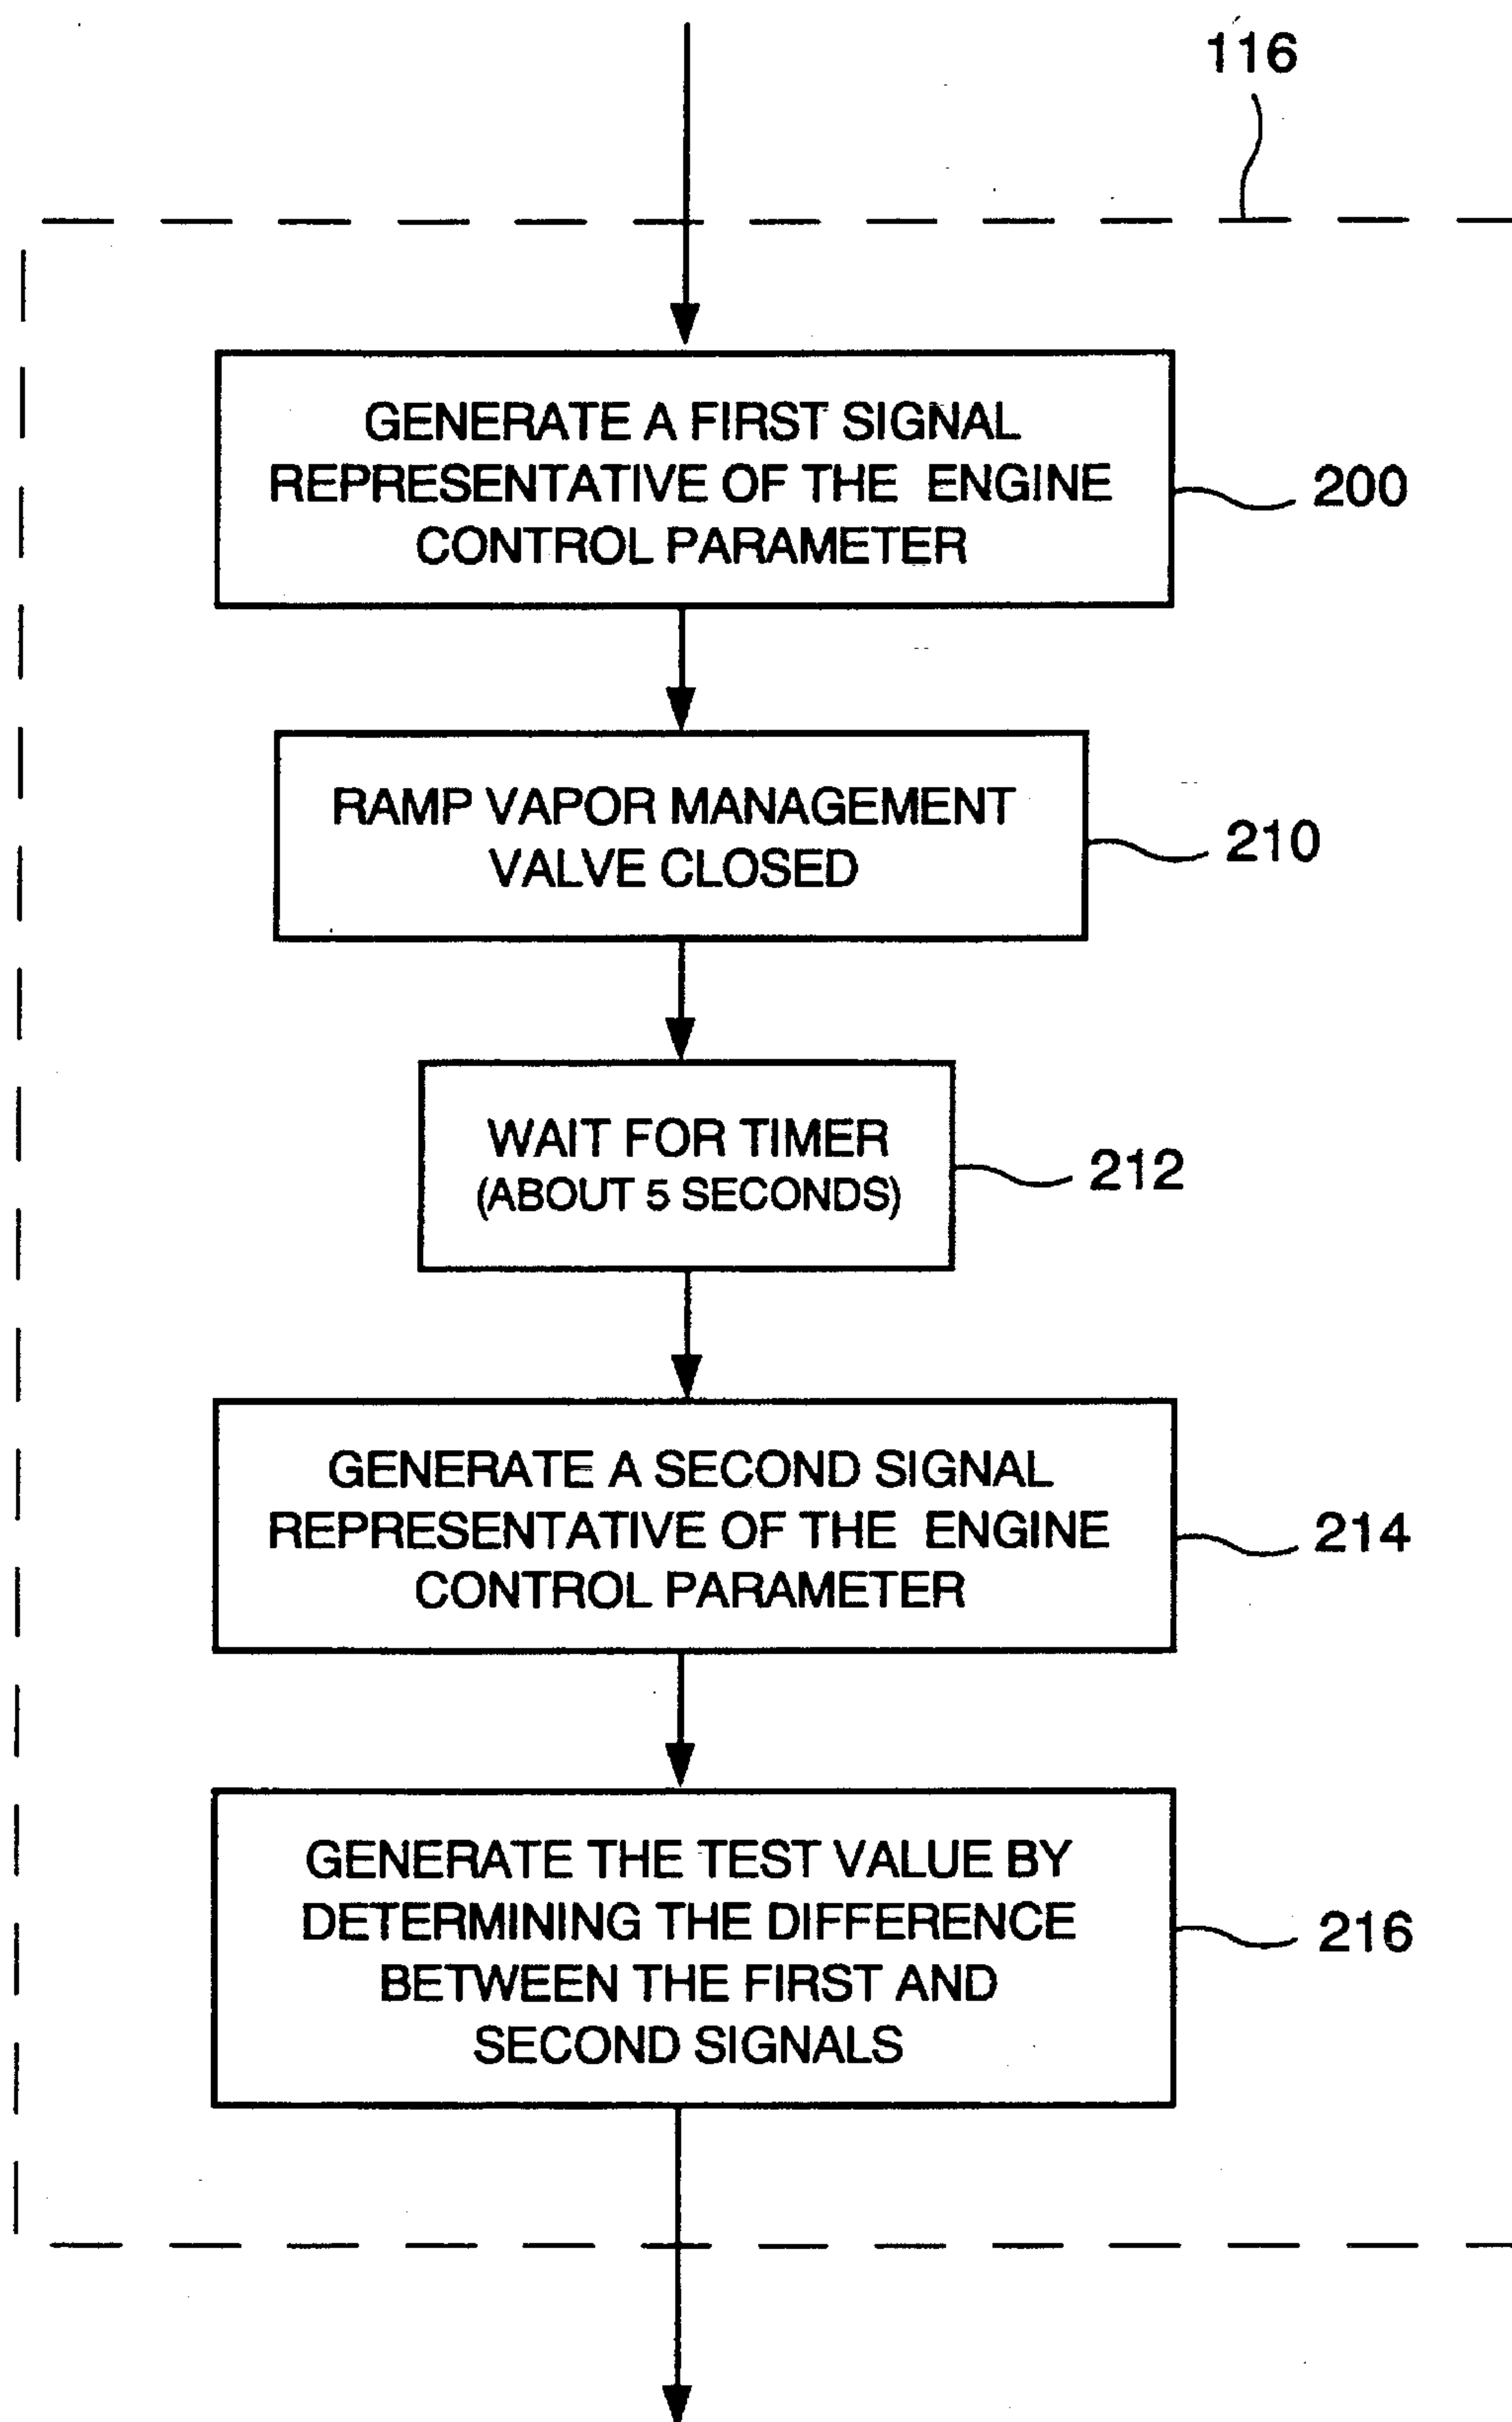 116
GENERATE A FIRST SIGNAL
REPRESENTATIVE OF THE ENGINE
CONTROL PARAMETER
200
RAMP VAPOR MANAGEMENT
VALVE CLOSED
210
WAIT FOR TIMER
(ABOUT 5 SECONDS)
212
GENERATE A SECOND SIGNAL
REPRESENTATIVE OF THE ENGINE
CONTROL PARAMETER
214
GENERATE THE TEST VALUE BY
DETERMINING THE DIFFERENCE
BETWEEN THE FIRST AND
SECOND SIGNALS
216